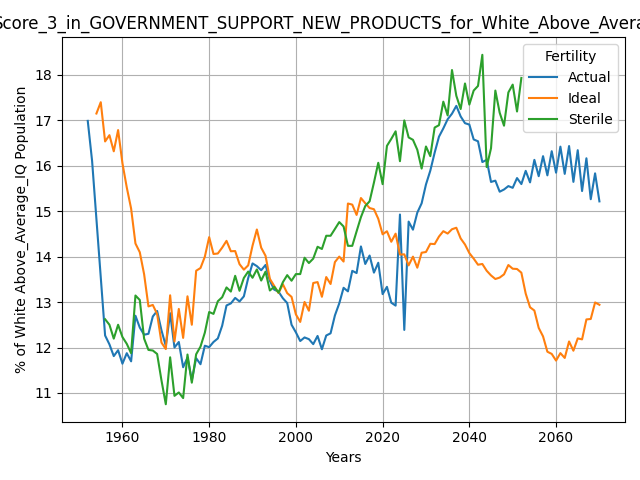 Score_3_in_GOVERNMENT_SUPPORT_NEW_PRODUCTS_for_White_Above_Avera
Fertility
Actual
Ideal
Sterile
% of White Above_Average_IQ Population
18
17
16
15
14
13
12
11
1960 1980 2000 2020 2040 2060
Years